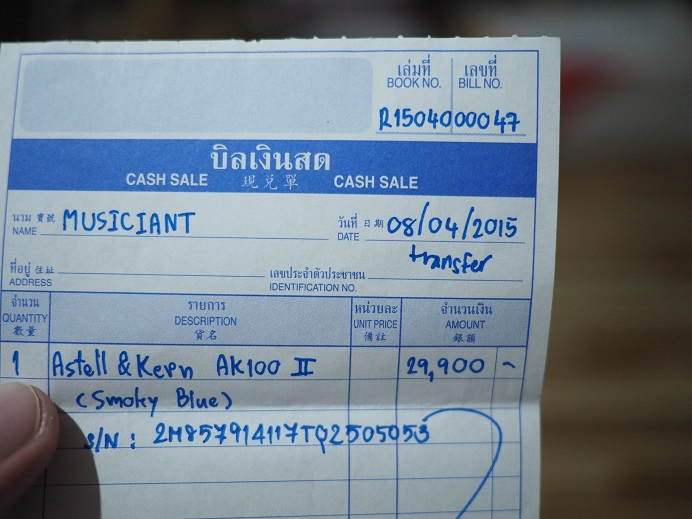 เล่มที่ เลขที่
BOOK NO. BILL NO.
R1504000047
บิลเงินสด
CASH SALE 現兌單 CASH SALE
นาม 寶號 MUSICIANT วันที่ 日期 08/04/2015
NAME DATE
transfer
ที่อยู่ 住址 เลขประจำตัวประชาชน
ADDRESS IDENTIFICATION NO.
จำนวน รายการ หน่วยละ จำนวนเงิน
QUANTITY DESCRIPTION UNIT PRICE AMOUNT
數量 貨名 備註 銀額
1 Astell & Kern AK100 II 29,900 -
(Smoky Blue)
S/N : 2M857914117TQ2505053